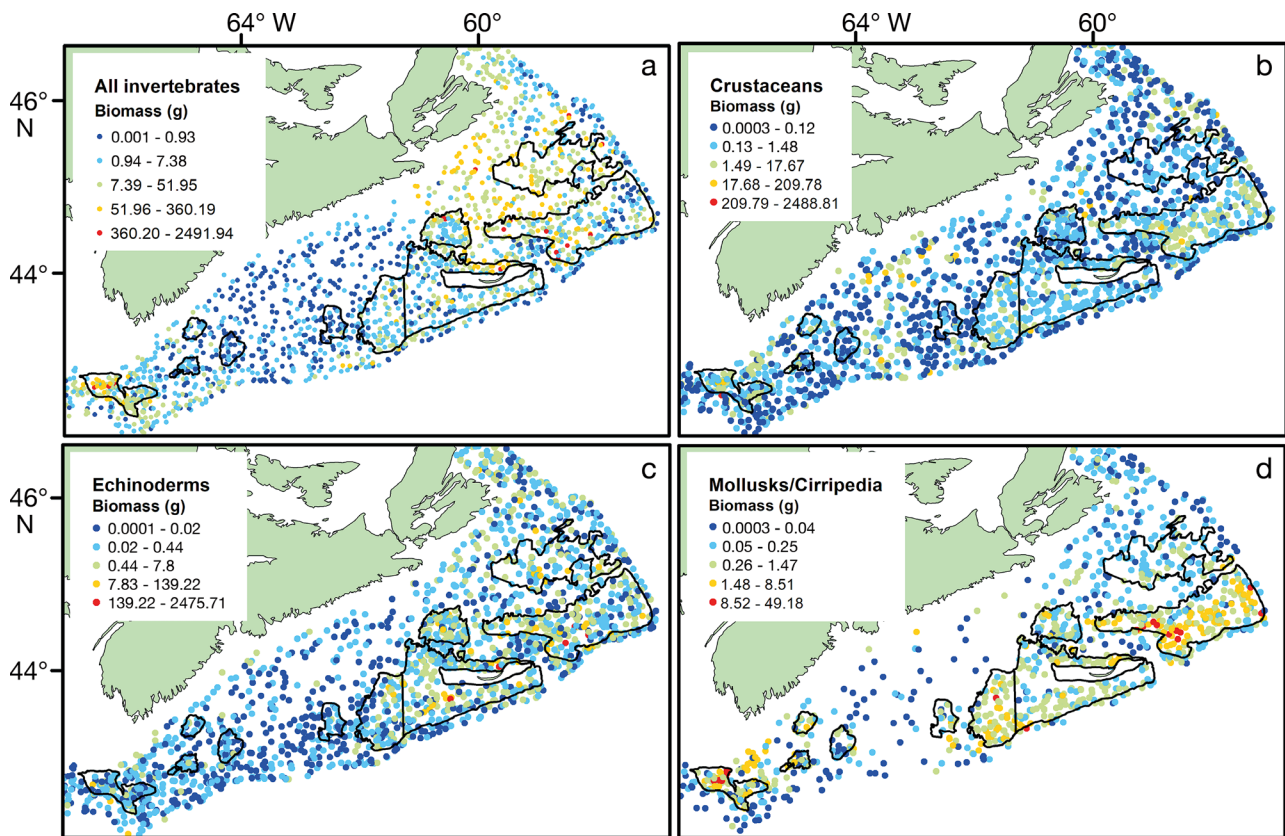 64° W
60°
64° W
60°
46°
N
44°
a
All invertebrates
Biomass (g)
0.001 - 0.93
0.94 - 7.38
7.39 - 51.95
51.96 - 360.19
360.20 - 2491.94
b
Crustaceans
Biomass (g)
0.0003 - 0.12
0.13 - 1.48
1.49 - 17.67
17.68 - 209.78
209.79 - 2488.81
46°
N
44°
c
Echinoderms
Biomass (g)
0.0001 - 0.02
0.02 - 0.44
0.44 - 7.8
7.83 - 139.22
139.22 - 2475.71
d
Mollusks/Cirripedia
Biomass (g)
0.0003 - 0.04
0.05 - 0.25
0.26 - 1.47
1.48 - 8.51
8.52 - 49.18